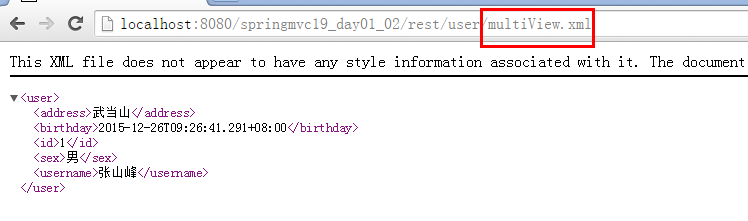 localhost:8080/springmvc19_day01_02/rest/user/multiView.xml
This XML file does not appear to have any style information associated with it. The document
▼<user>
<address>武当山</address>
<birthday>2015-12-26T09:26:41.291+08:00</birthday>
<id>1</id>
<sex>男</sex>
<username>张山峰</username>
</user>